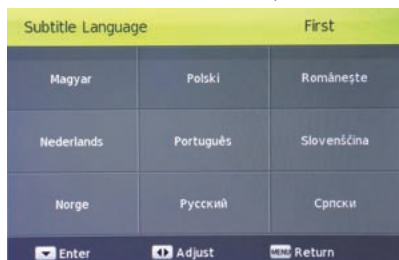 Subtitle Language First
Magyar Polski Românește
Nederlands Português Slovenščina
Norge Русский Српски
Enter Adjust MENU Return